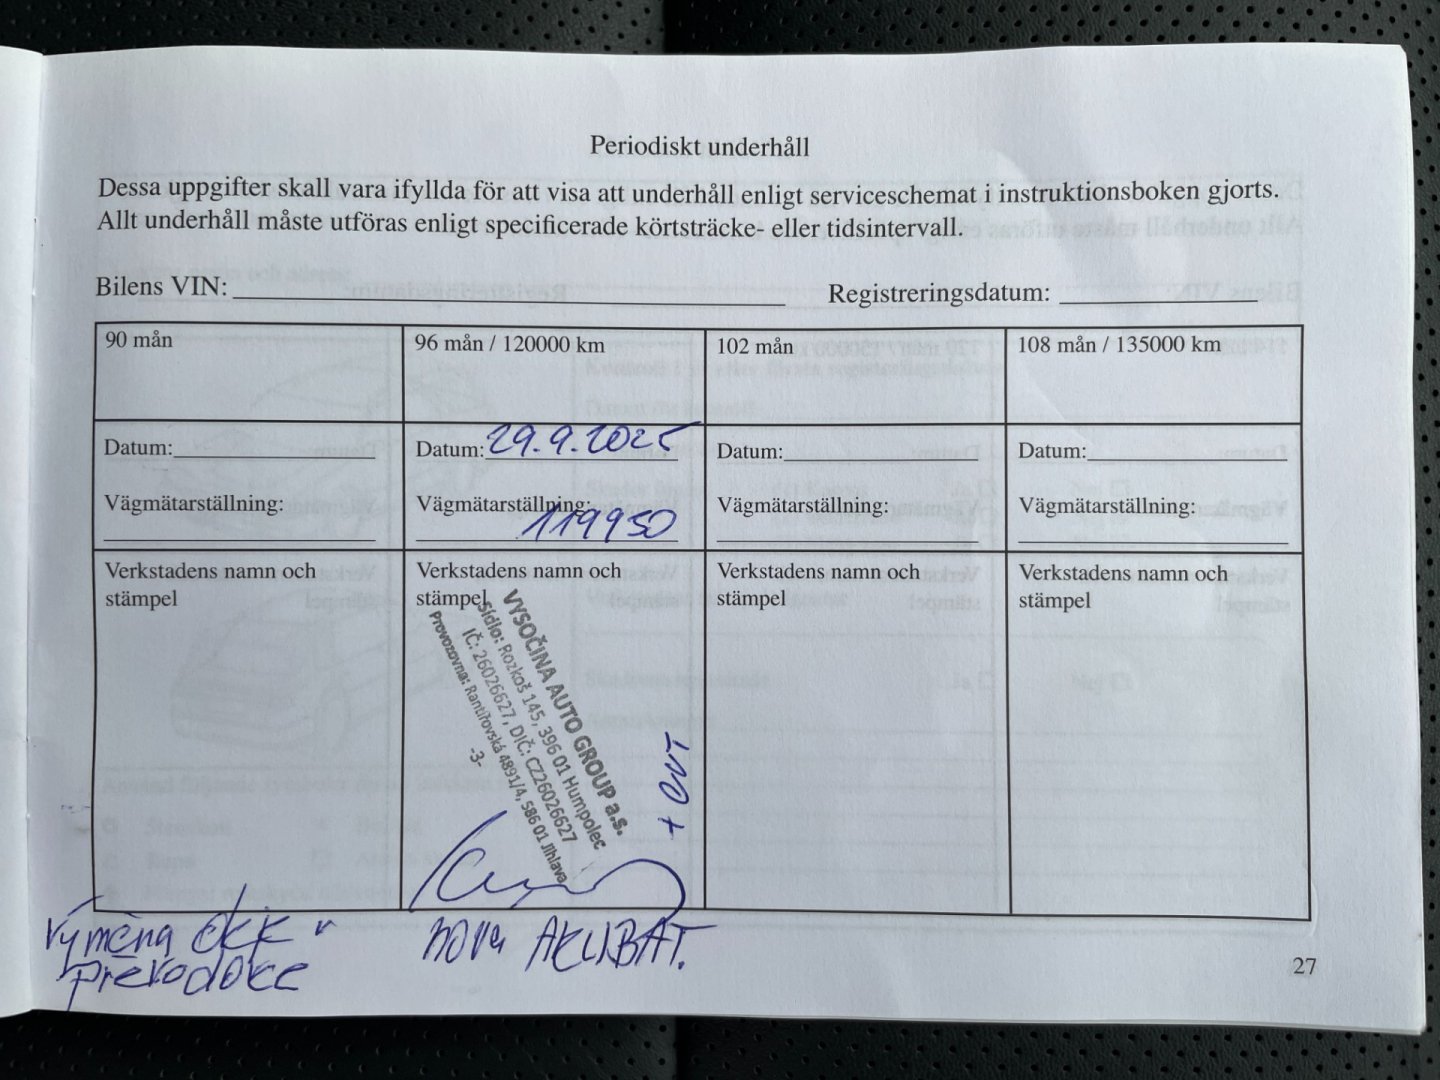 Periodiskt underhåll
Dessa uppgifter skall vara ifyllda för att visa att underhåll enligt serviceschemat i instruktionsboken gjorts.
Allt underhåll måste utföras enligt specificerade körtsträcke- eller tidsintervall.
Bilens VIN:
Registreringsdatum:
90 mån
Datum:
Vägmätarställning:
Verkstadens namn och
stämpel
96 mån / 120000 km
Datum: 29.9.2025
Vägmätarställning:
119950
Verkstadens namn och
stämpel
VYSOČINA AUTO GROUP a.s.
Sídlo: Rozkoš 145, 396 01 Humpolec
IČ: 26026627, DIČ: CZ26026627
Provozovna: Rantířovská 4891/4, 586 01 Jihlava
-3-
102 mån
Datum:
Vägmätarställning:
Verkstadens namn och
stämpel
108 mån / 135000 km
Datum:
Vägmätarställning:
Verkstadens namn och
stämpel
výměna
převodovce
nova AKUBAT.
27